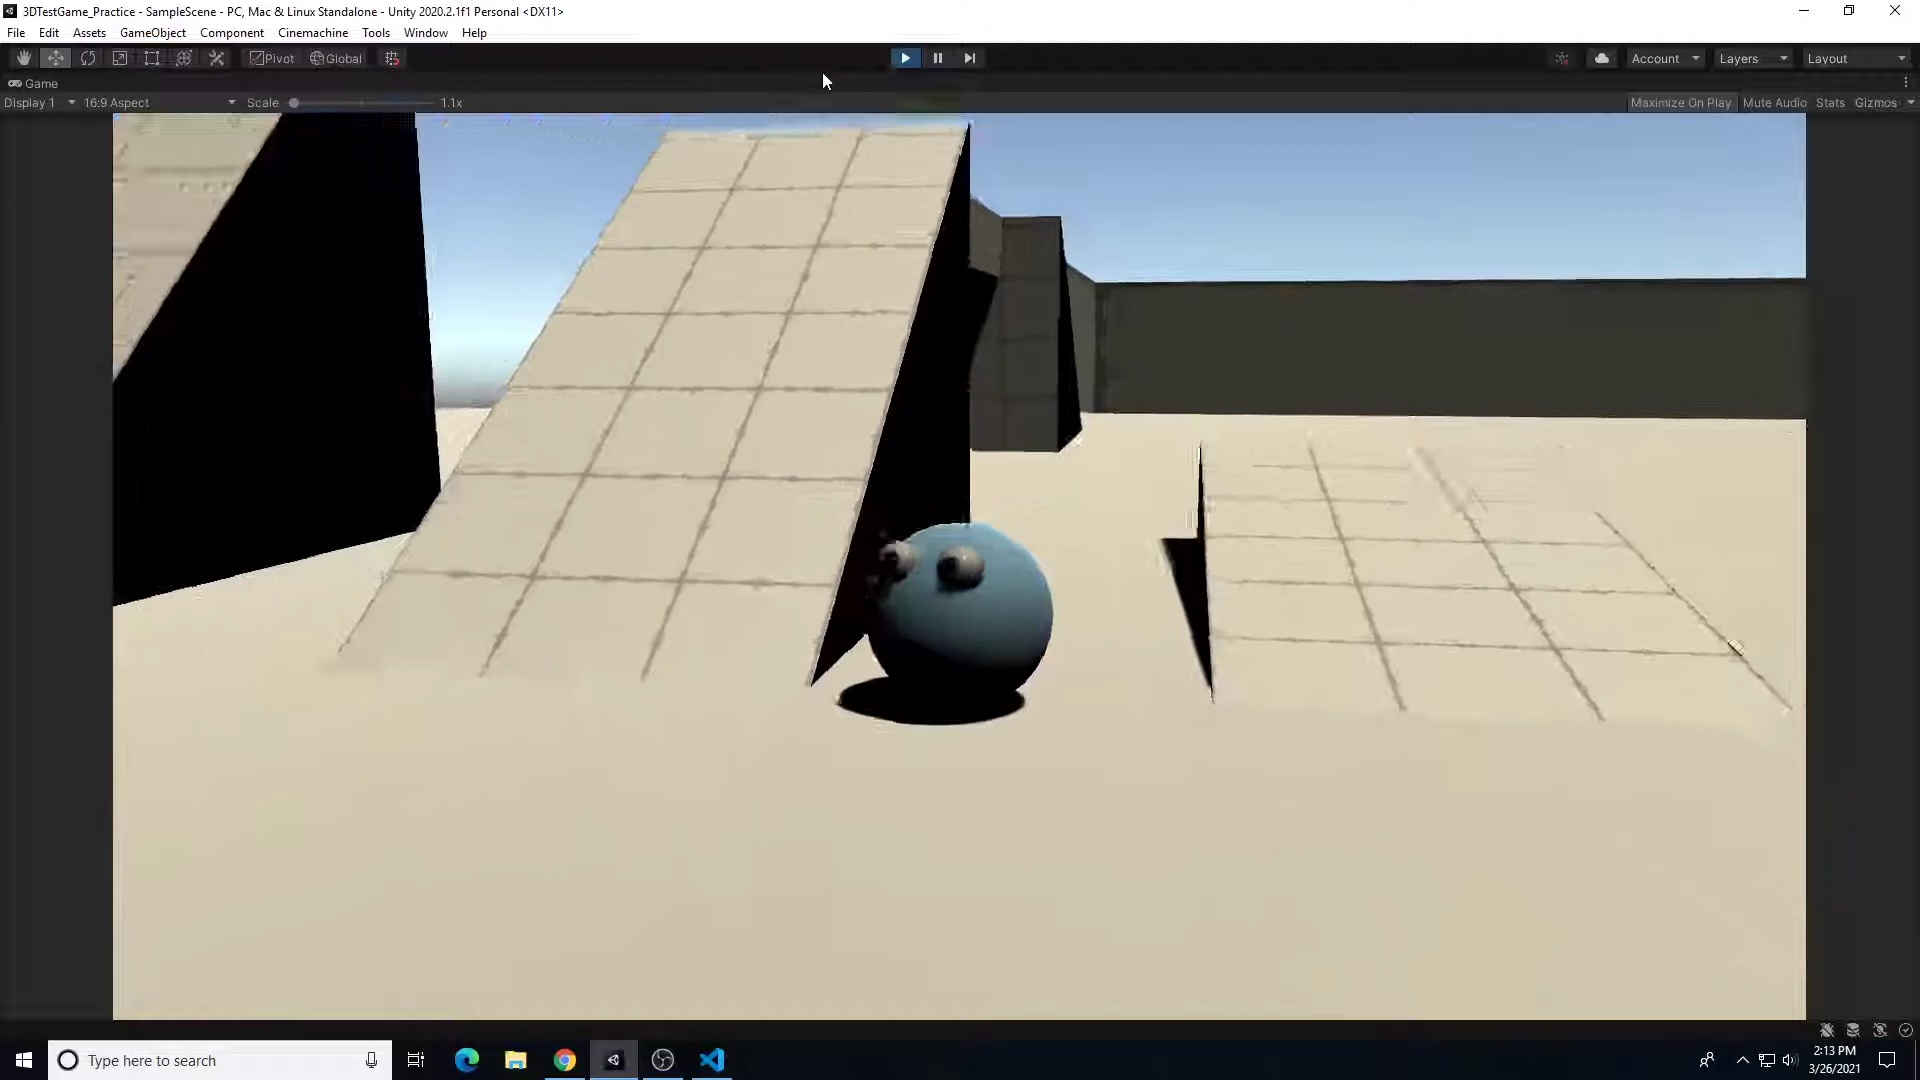 3DTestGame_Practice - SampleScene - PC, Mac & Linux Standalone - Unity 2020.2.1f1 Personal <DX11>
File Edit Assets GameObject Component Cinemachine Tools Window Help
Pivot Global Account Layers Layout
Game
Display 1 16:9 Aspect Scale 1.1x Maximize On Play Mute Audio Stats Gizmos
Type here to search
2:13 PM
3/26/2021